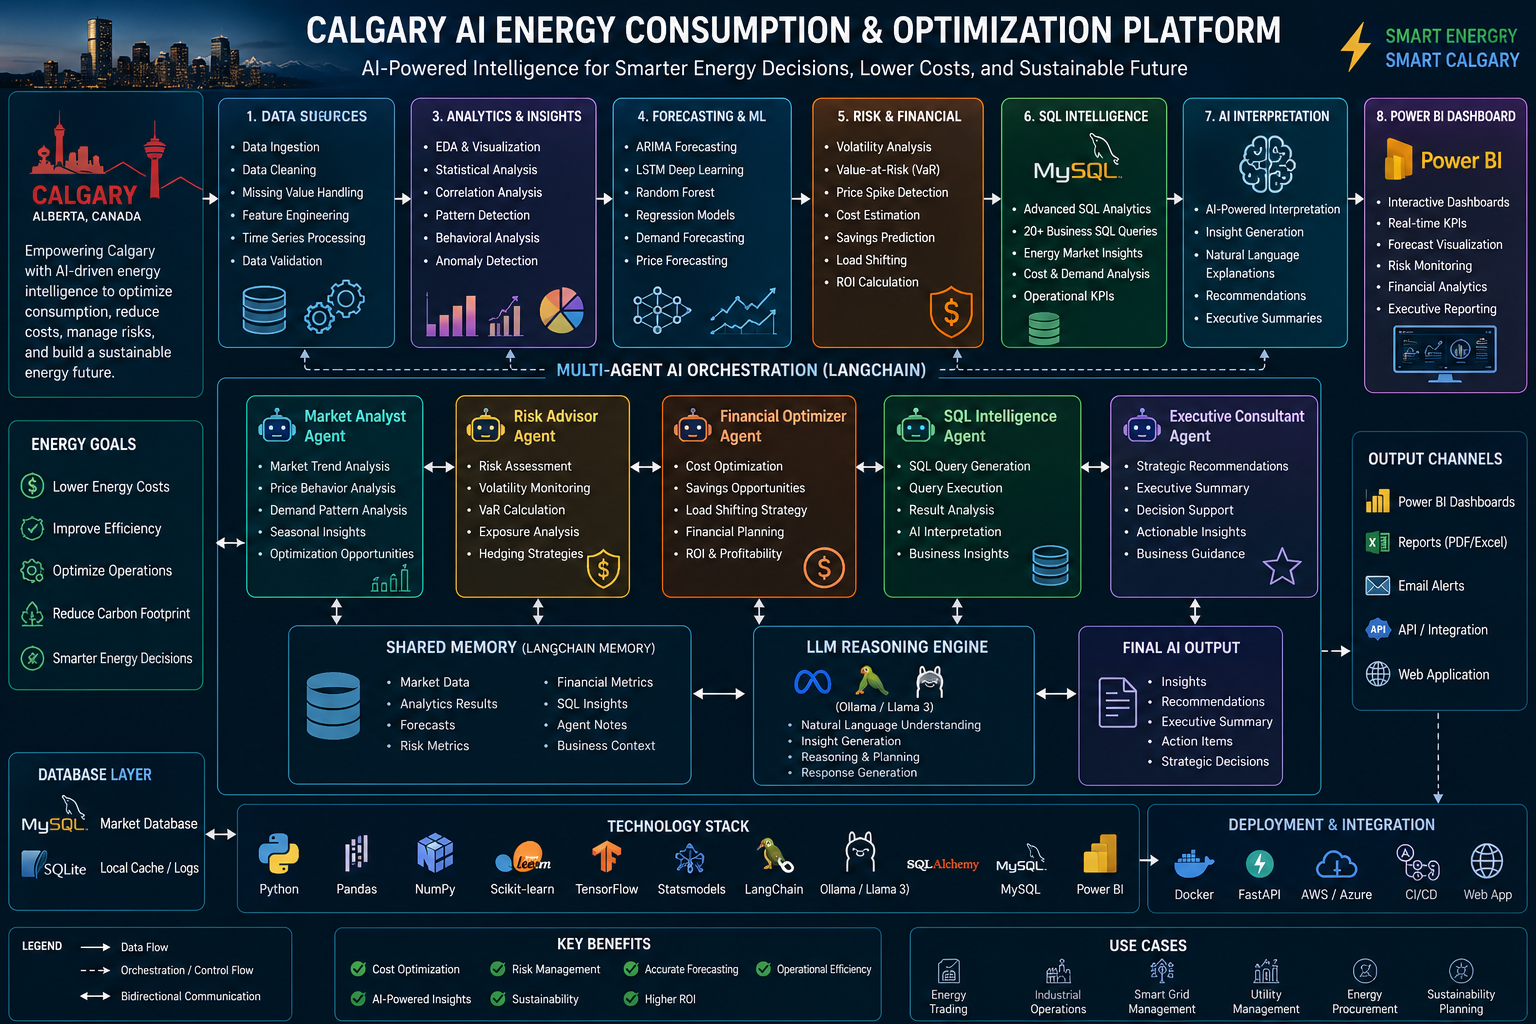 CALGARY AI ENERGY CONSUMPTION & OPTIMIZATION PLATFORM
AI-Powered Intelligence for Smarter Energy Decisions, Lower Costs, and Sustainable Future
SMART ENERGRY
SMART CALGARY
CALGARY
ALBERTA, CANADA
Empowering Calgary
with AI-driven energy
intelligence to optimize
consumption, reduce
costs, manage risks,
and build a sustainable
energy future.
1. DATA SOURCES
• Data Ingestion
• Data Cleaning
• Missing Value Handling
• Feature Engineering
• Time Series Processing
• Data Validation
3. ANALYTICS & INSIGHTS
• EDA & Visualization
• Statistical Analysis
• Correlation Analysis
• Pattern Detection
• Behavioral Analysis
• Anomaly Detection
4. FORECASTING & ML
• ARIMA Forecasting
• LSTM Deep Learning
• Random Forest
• Regression Models
• Demand Forecasting
• Price Forecasting
5. RISK & FINANCIAL
• Volatility Analysis
• Value-at-Risk (VaR)
• Price Spike Detection
• Cost Estimation
• Savings Prediction
• Load Shifting
• ROI Calculation
$
6. SQL INTELLIGENCE
MySQL
• Advanced SQL Analytics
• 20+ Business SQL Queries
• Energy Market Insights
• Cost & Demand Analysis
• Operational KPIs
7. AI INTERPRETATION
• AI-Powered Interpretation
• Insight Generation
• Natural Language
Explanations
• Recommendations
• Executive Summaries
8. POWER BI DASHBOARD
Power BI
• Interactive Dashboards
• Real-time KPIs
• Forecast Visualization
• Risk Monitoring
• Financial Analytics
• Executive Reporting
MULTI-AGENT AI ORCHESTRATION (LANGCHAIN)
Market Analyst
Agent
• Market Trend Analysis
• Price Behavior Analysis
• Demand Pattern Analysis
• Seasonal Insights
• Optimization Opportunities
Risk Advisor
Agent
• Risk Assessment
• Volatility Monitoring
• VaR Calculation
• Exposure Analysis
• Hedging Strategies
$
Financial Optimizer
Agent
• Cost Optimization
• Savings Opportunities
• Load Shifting Strategy
• Financial Planning
• ROI & Profitability
$
SQL Intelligence
Agent
• SQL Query Generation
• Query Execution
• Result Analysis
• AI Interpretation
• Business Insights
Executive Consultant
Agent
• Strategic Recommendations
• Executive Summary
• Decision Support
• Actionable Insights
• Business Guidance
ENERGY GOALS
$ Lower Energy Costs
Improve Efficiency
Optimize Operations
Reduce Carbon Footprint
Smarter Energy Decisions
SHARED MEMORY (LANGCHAIN MEMORY)
• Market Data
• Analytics Results
• Forecasts
• Risk Metrics
• Financial Metrics
• SQL Insights
• Agent Notes
• Business Context
LLM REASONING ENGINE
(Ollama / Llama 3)
• Natural Language Understanding
• Insight Generation
• Reasoning & Planning
• Response Generation
FINAL AI OUTPUT
• Insights
• Recommendations
• Executive Summary
• Action Items
• Strategic Decisions
OUTPUT CHANNELS
Power BI Dashboards
X Reports (PDF/Excel)
Email Alerts
API API / Integration
Web Application
DATABASE LAYER
MySQL Market Database
SQLite Local Cache / Logs
TECHNOLOGY STACK
Python
Pandas
NumPy
Scikit-learn
TensorFlow
Statsmodels
LangChain
Ollama / Llama 3)
SQLAlchemy
MySQL
MySQL
Power BI
DEPLOYMENT & INTEGRATION
Docker
FastAPI
AWS / Azure
A
CI/CD
Web App
LEGEND
Data Flow
Orchestration / Control Flow
Bidirectional Communication
KEY BENEFITS
Cost Optimization
Risk Management
Accurate Forecasting
Operational Efficiency
AI-Powered Insights
Sustainability
Higher ROI
USE CASES
Energy
Trading
Industrial
Operations
Smart Grid
Management
Utility
Management
Energy
Procurement
Sustainability
Planning